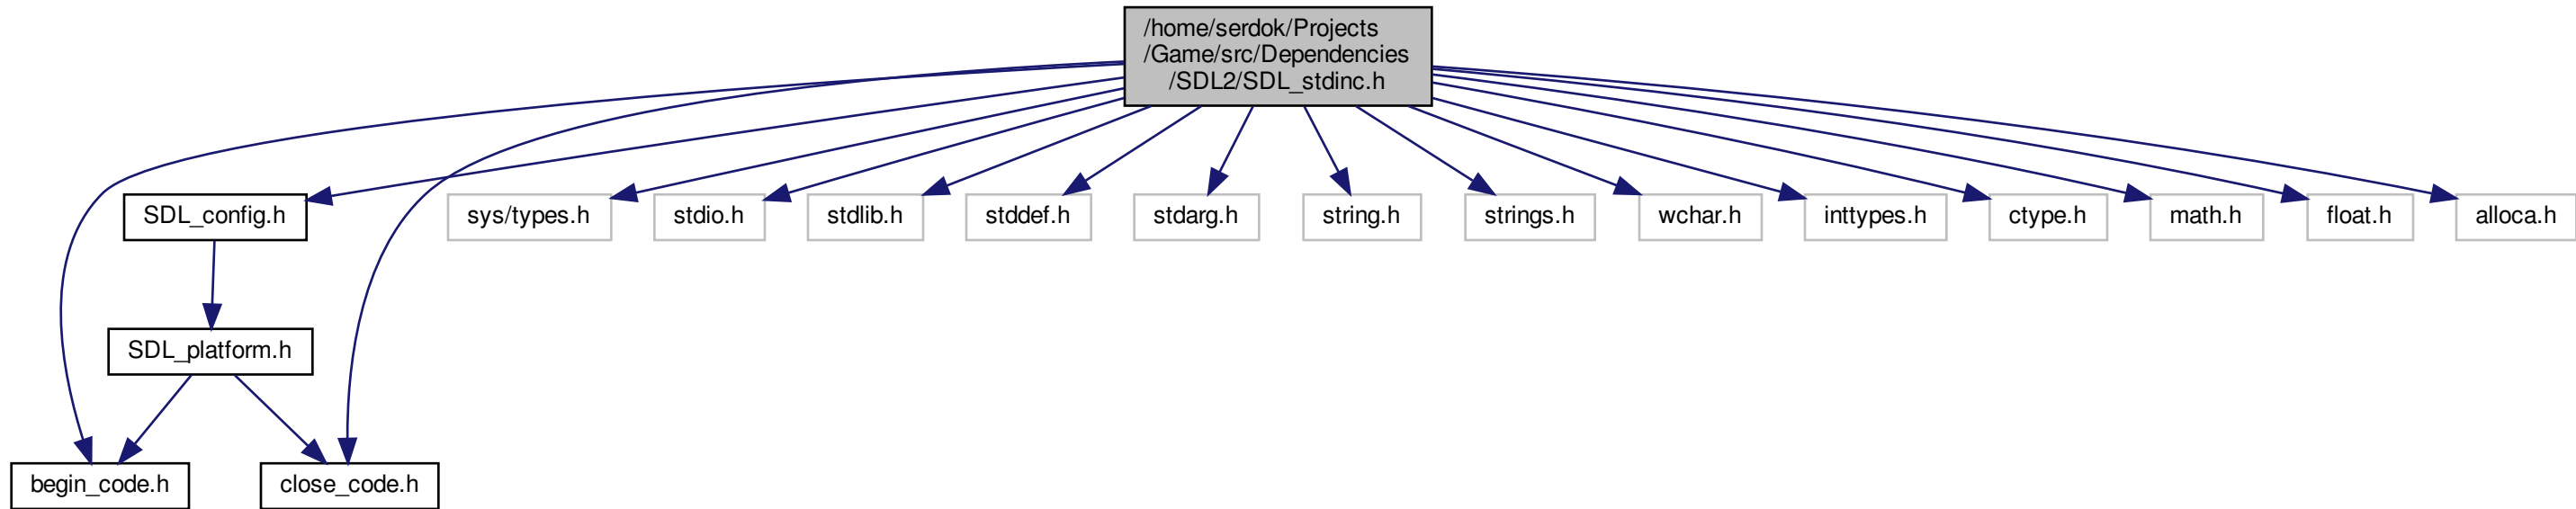 /home/serdok/Projects
/Game/src/Dependencies
/SDL2/SDL_stdinc.h
SDL_config.h
sys/types.h
stdio.h
stdlib.h
stddef.h
stdarg.h
string.h
strings.h
wchar.h
inttypes.h
ctype.h
math.h
float.h
alloca.h
SDL_platform.h
begin_code.h
close_code.h